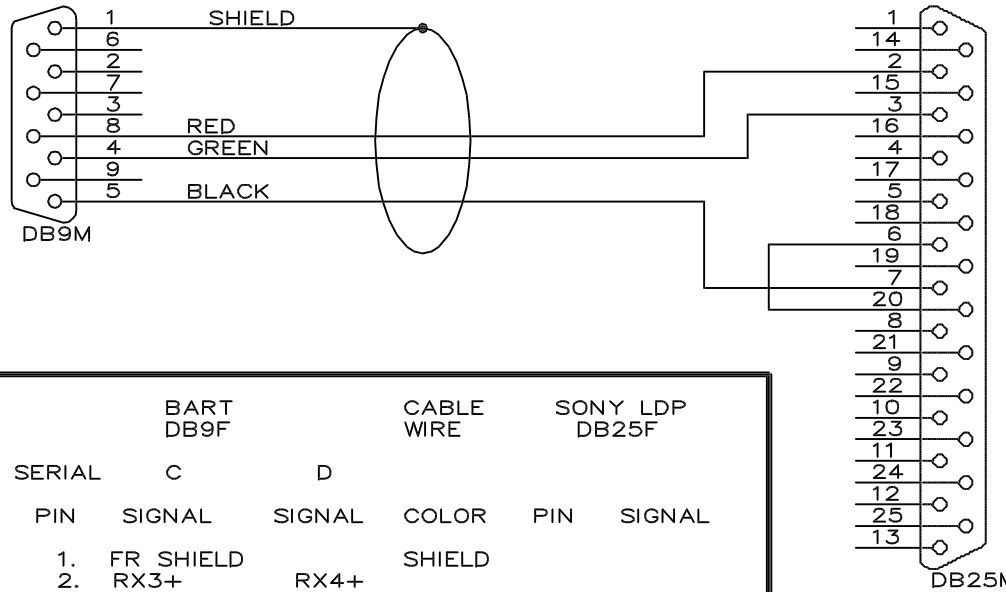 1 SHIELD
6
2
7
3
8 RED
4 GREEN
9
5 BLACK
DB9M
1
14
2
15
3
16
4
17
5
18
6
19
7
20
8
21
9
22
10
23
11
24
12
25
13
DB25M
BART CABLE SONY LDP
DB9F WIRE DB25F
SERIAL C D
PIN SIGNAL SIGNAL COLOR PIN SIGNAL
1. FR SHIELD SHIELD
2. RX3+ RX4+